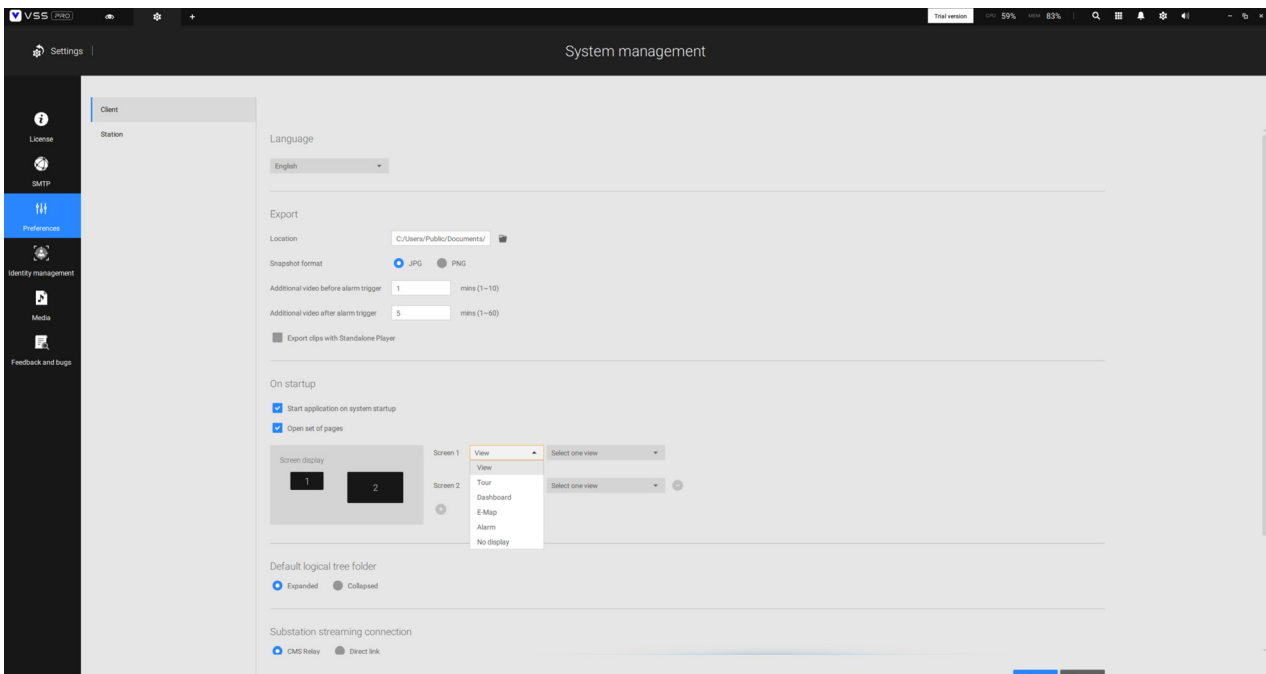 VSS PRO
Trial version CPU 59% MEM 83%
Settings
System management
License
SMTP
Preferences
Identity management
Media
Feedback and bugs
Client
Station
Language
English
Export
Location C:/Users/Public/Documents/
Snapshot format JPG PNG
Additional video before alarm trigger 1 mins (1~10)
Additional video after alarm trigger 5 mins (1~60)
Export clips with Standalone Player
On startup
Start application on system startup
Open set of pages
Screen display
1
2
Screen 1 View Select one view
View
Tour
Screen 2 Select one view
Dashboard
E-Map
Alarm
No display
Default logical tree folder
Expanded Collapsed
Substation streaming connection
CMS Relay Direct link